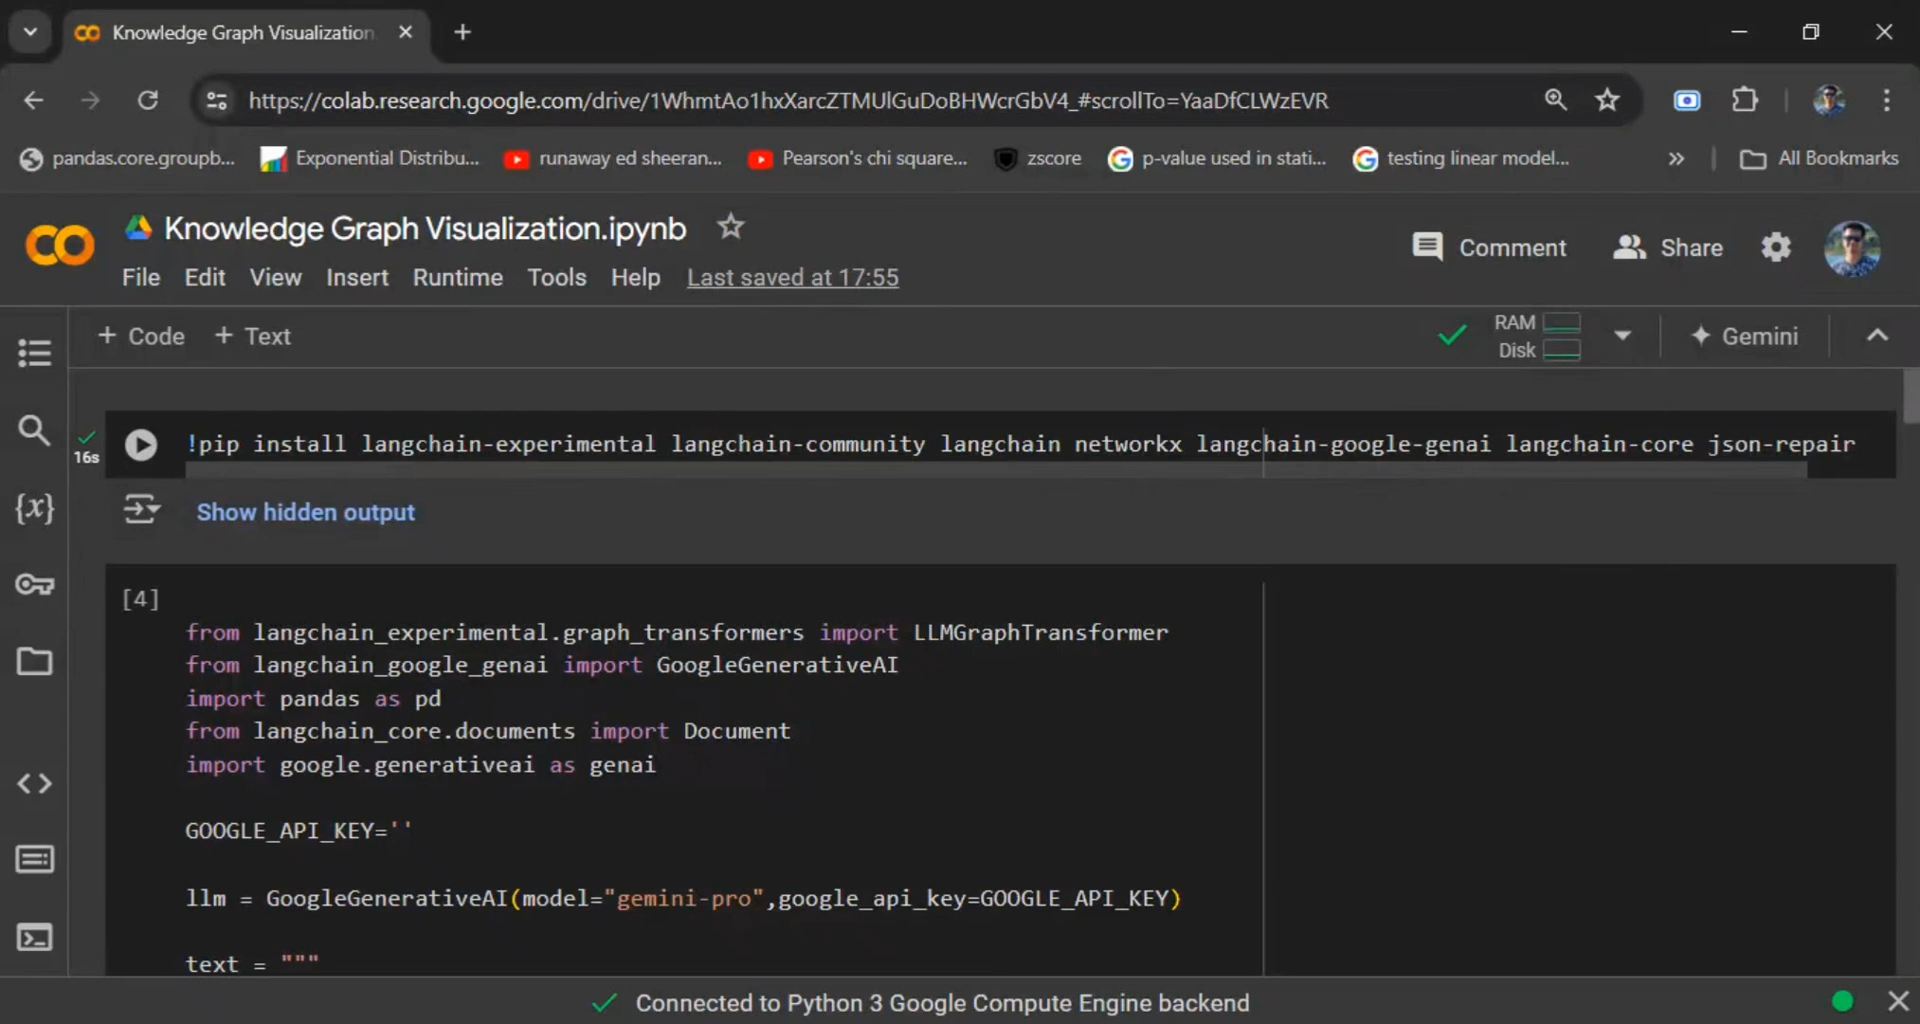 Knowledge Graph Visualization
https://colab.research.google.com/drive/1WhmtAo1hxXarcZTMUlGuDoBHWcrGbV4_#scrollTo=YaaDfCLWzEVR
pandas.core.groupb... Exponential Distribu... runaway ed sheeran... Pearson's chi square... zscore p-value used in stati... testing linear model... » All Bookmarks
CO Knowledge Graph Visualization.ipynb
Comment Share
File Edit View Insert Runtime Tools Help Last saved at 17:55
+ Code + Text
RAM
Disk
Gemini
16s
!pip install langchain-experimental langchain-community langchain networkx langchain-google-genai langchain-core json-repair
{x}
Show hidden output
[4]
from langchain_experimental.graph_transformers import LLMGraphTransformer
from langchain_google_genai import GoogleGenerativeAI
import pandas as pd
from langchain_core.documents import Document
import google.generativeai as genai
GOOGLE_API_KEY=''
llm = GoogleGenerativeAI(model="gemini-pro",google_api_key=GOOGLE_API_KEY)
text = """
Connected to Python 3 Google Compute Engine backend